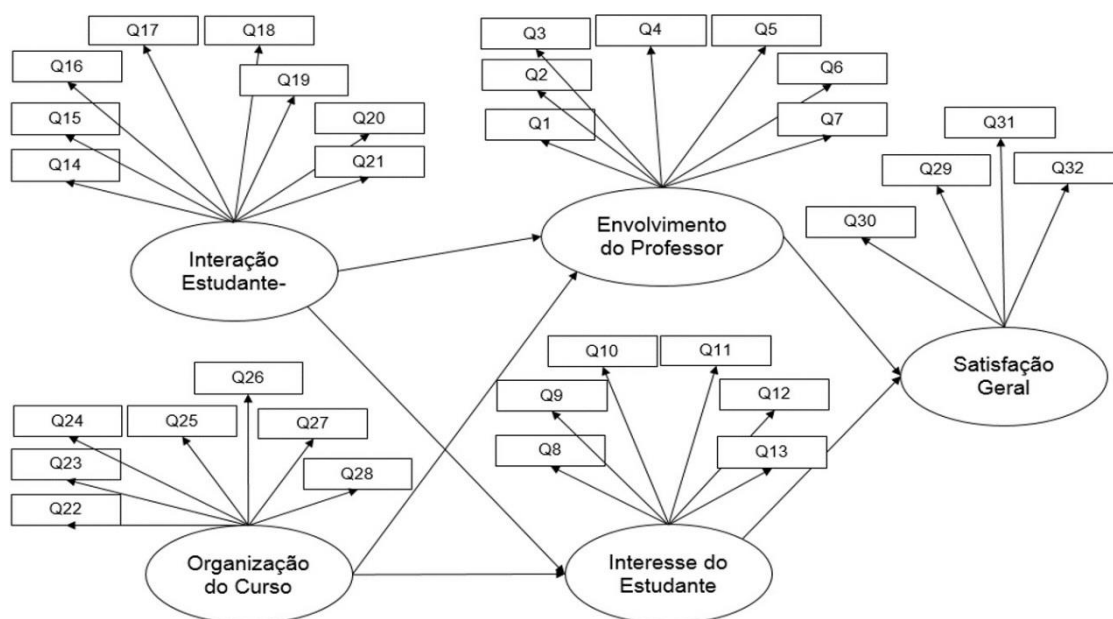 Q17
Q18
Q16
Q19
Q15
Q20
Q14
Q21
Interação
Estudante-
Q3
Q4
Q5
Q2
Q6
Q1
Q7
Envolvimento
do Professor
Q31
Q29
Q32
Q30
Satisfação
Geral
Q26
Q24
Q25
Q27
Q23
Q28
Q22
Organização
do Curso
Q10
Q11
Q9
Q12
Q8
Q13
Interesse do
Estudante